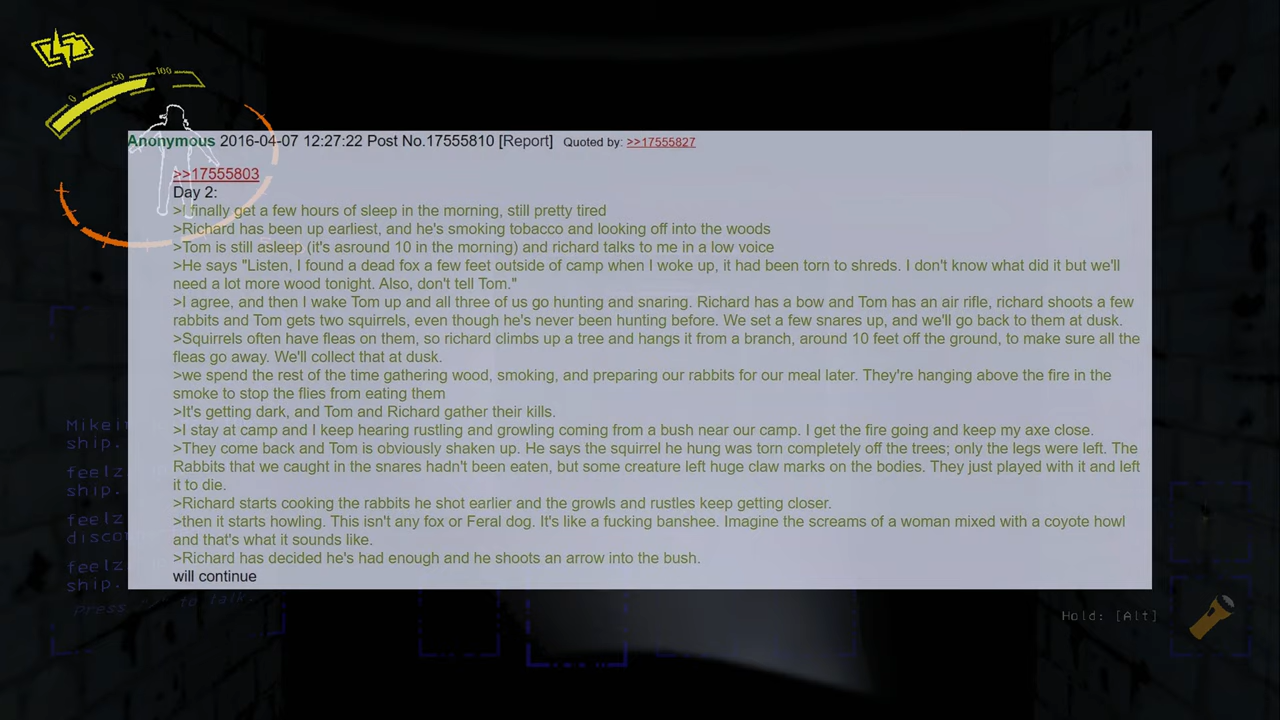 0 50 100
Anonymous 2016-04-07 12:27:22 Post No.17555810 [Report] Quoted by: >>17555827
>>17555803
Day 2:
>I finally get a few hours of sleep in the morning, still pretty tired
>Richard has been up earliest, and he's smoking tobacco and looking off into the woods
>Tom is still asleep (it's asround 10 in the morning) and richard talks to me in a low voice
>He says "Listen, I found a dead fox a few feet outside of camp when I woke up, it had been torn to shreds. I don't know what did it but we'll
need a lot more wood tonight. Also, don't tell Tom."
>I agree, and then I wake Tom up and all three of us go hunting and snaring. Richard has a bow and Tom has an air rifle, richard shoots a few
rabbits and Tom gets two squirrels, even though he's never been hunting before. We set a few snares up, and we'll go back to them at dusk.
>Squirrels often have fleas on them, so richard climbs up a tree and hangs it from a branch, around 10 feet off the ground, to make sure all the
fleas go away. We'll collect that at dusk.
>we spend the rest of the time gathering wood, smoking, and preparing our rabbits for our meal later. They're hanging above the fire in the
smoke to stop the flies from eating them
>It's getting dark, and Tom and Richard gather their kills.
>I stay at camp and I keep hearing rustling and growling coming from a bush near our camp. I get the fire going and keep my axe close.
>They come back and Tom is obviously shaken up. He says the squirrel he hung was torn completely off the trees; only the legs were left. The
Rabbits that we caught in the snares hadn't been eaten, but some creature left huge claw marks on the bodies. They just played with it and left
it to die.
>Richard starts cooking the rabbits he shot earlier and the growls and rustles keep getting closer.
>then it starts howling. This isn't any fox or Feral dog. It's like a fucking banshee. Imagine the screams of a woman mixed with a coyote howl
and that's what it sounds like.
>Richard has decided he's had enough and he shoots an arrow into the bush.
will continue
ship.
feelz
ship.
feelz
feelz
ship.
Press to talk.
Hold: [Alt]